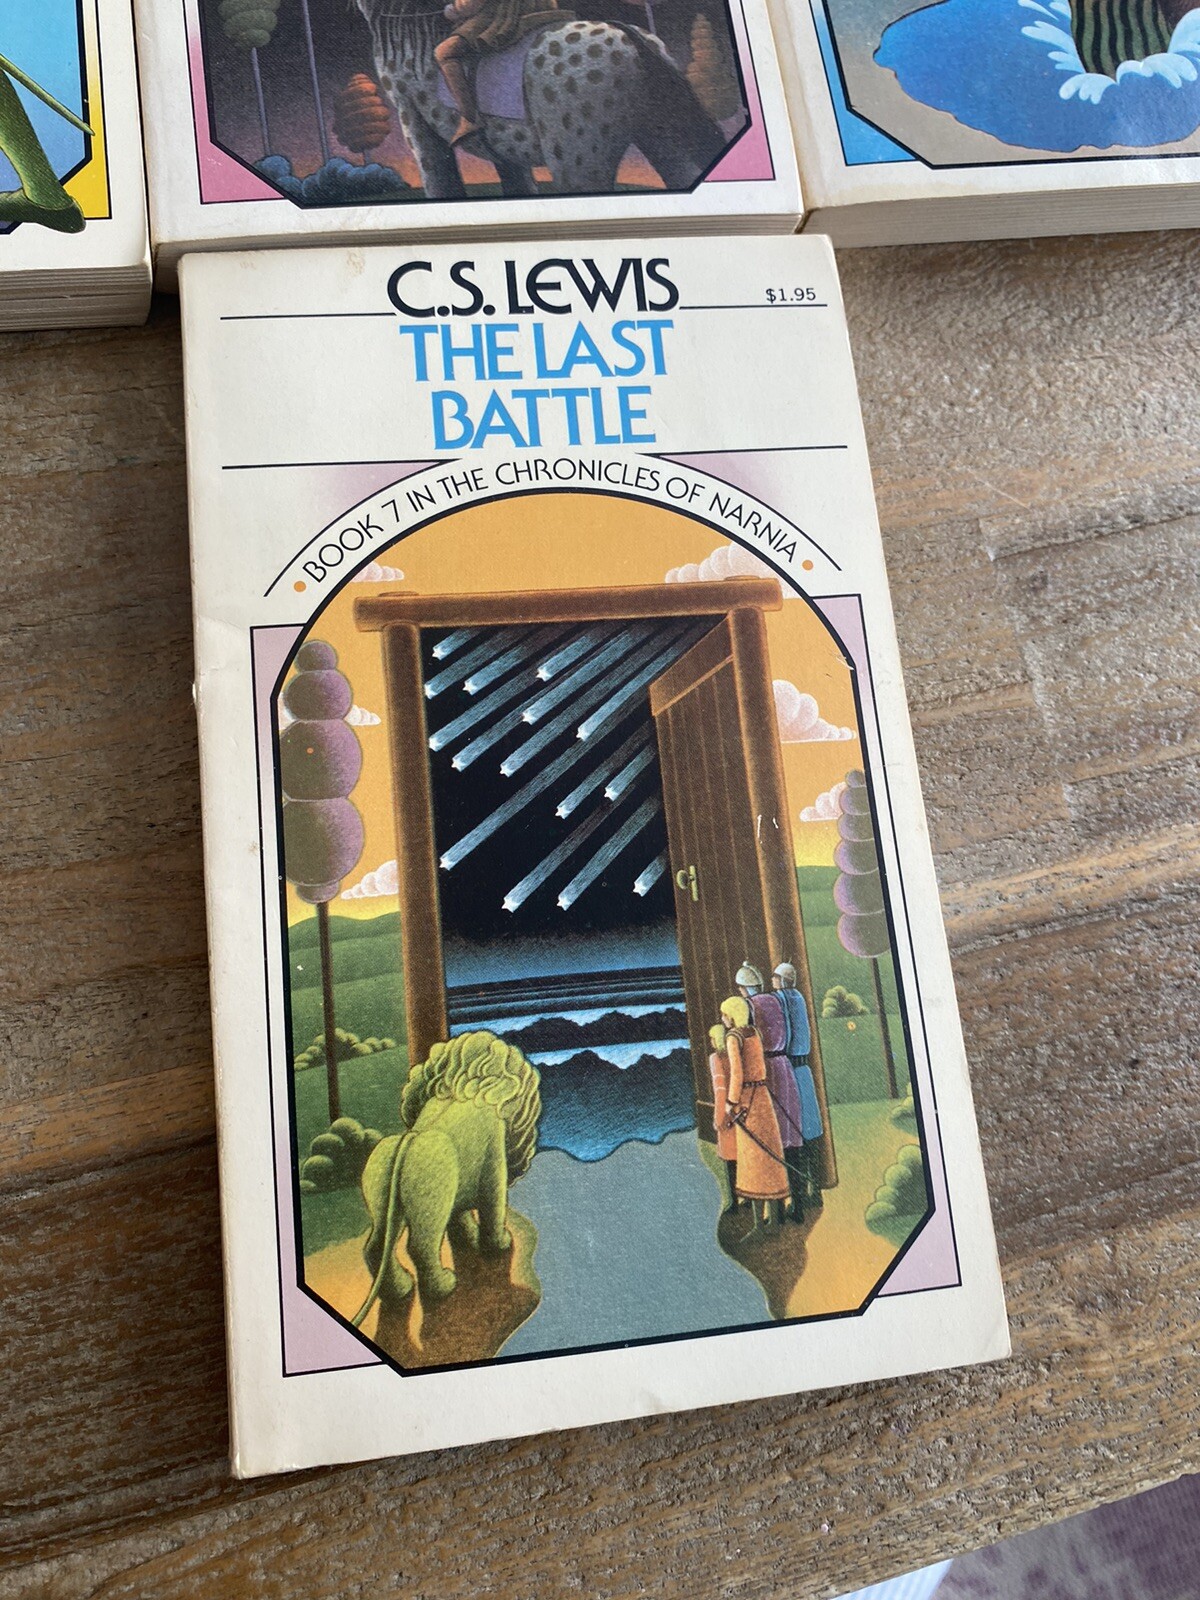 C.S. LEWIS
$1.95
THE LAST
BATTLE
BOOK 7 IN THE CHRONICLES OF NARNIA